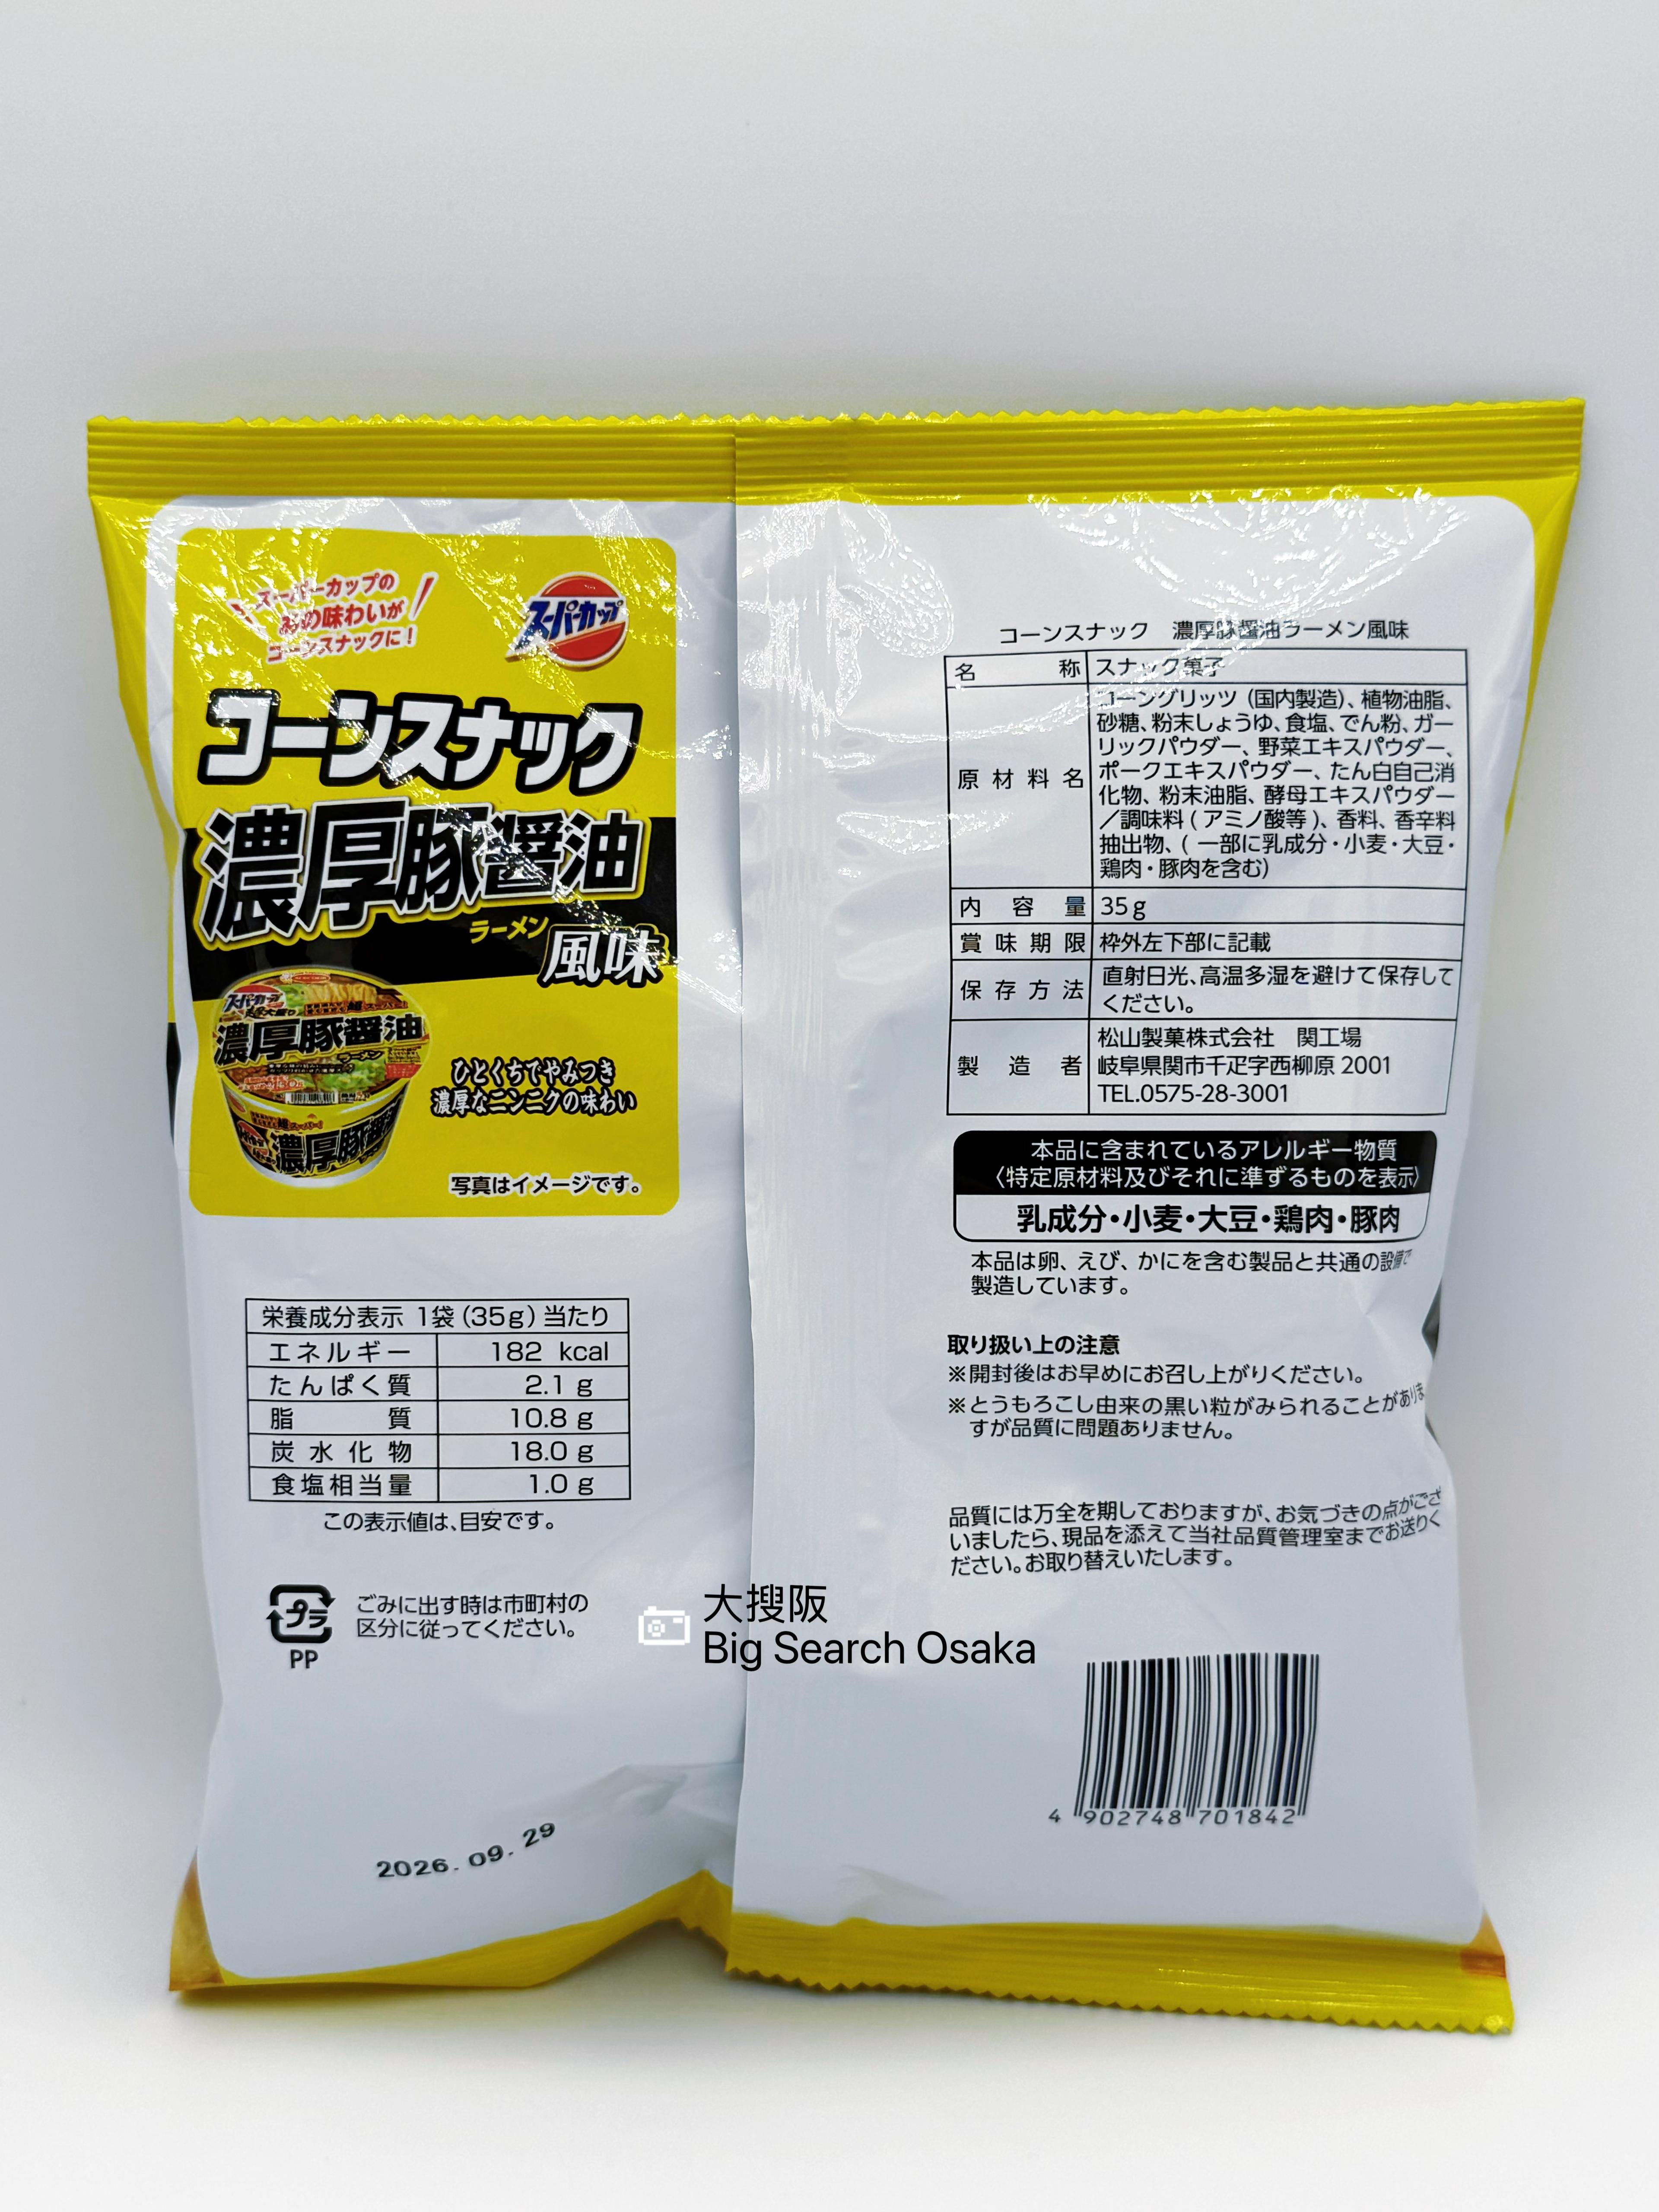 スーパーカップの
あの味わいが
コーンスナックに!
スーパーカップ
コーンスナック
濃厚豚醤油
ラーメン
風味
スーパーカップ
濃厚豚醤油
ラーメン
濃厚豚醤
ひとくちでやみつき
濃厚なニンニクの味わい
写真はイメージです。
栄養成分表示 1袋(35g)当たり
エネルギー 182 kcal
たんぱく質 2.1 g
脂質 10.8 g
炭水化物 18.0 g
食塩相当量 1.0 g
この表示値は、目安です。
プラ
PP
ごみに出す時は市町村の
区分に従ってください。
2026.09.29
コーンスナック 濃厚豚醤油ラーメン風味
名称 スナック菓子
原材料名 コーングリッツ(国内製造)、植物油脂、
砂糖、粉末しょうゆ、食塩、でん粉、ガー
リックパウダー、野菜エキスパウダー、
ポークエキスパウダー、たん白自己消
化物、粉末油脂、酵母エキスパウダー
/調味料(アミノ酸等)、香料、香辛料
抽出物、(一部に乳成分・小麦・大豆・
鶏肉・豚肉を含む)
内容量 35g
賞味期限 枠外左下部に記載
保存方法 直射日光、高温多湿を避けて保存して
ください。
製造者 松山製菓株式会社 関工場
岐阜県関市千疋字西柳原 2001
TEL.0575-28-3001
本品に含まれているアレルギー物質
〈特定原材料及びそれに準ずるものを表示〉
乳成分・小麦・大豆・鶏肉・豚肉
本品は卵、えび、かにを含む製品と共通の設備で
製造しています。
取り扱い上の注意
※開封後はお早めにお召し上がりください。
※とうもろこし由来の黒い粒がみられることがありま
すが品質に問題ありません。
品質には万全を期しておりますが、お気づきの点がござ
いましたら、現品を添えて当社品質管理室までお送りく
ださい。お取り替えいたします。
大搜阪
Big Search Osaka
4 902748 701842